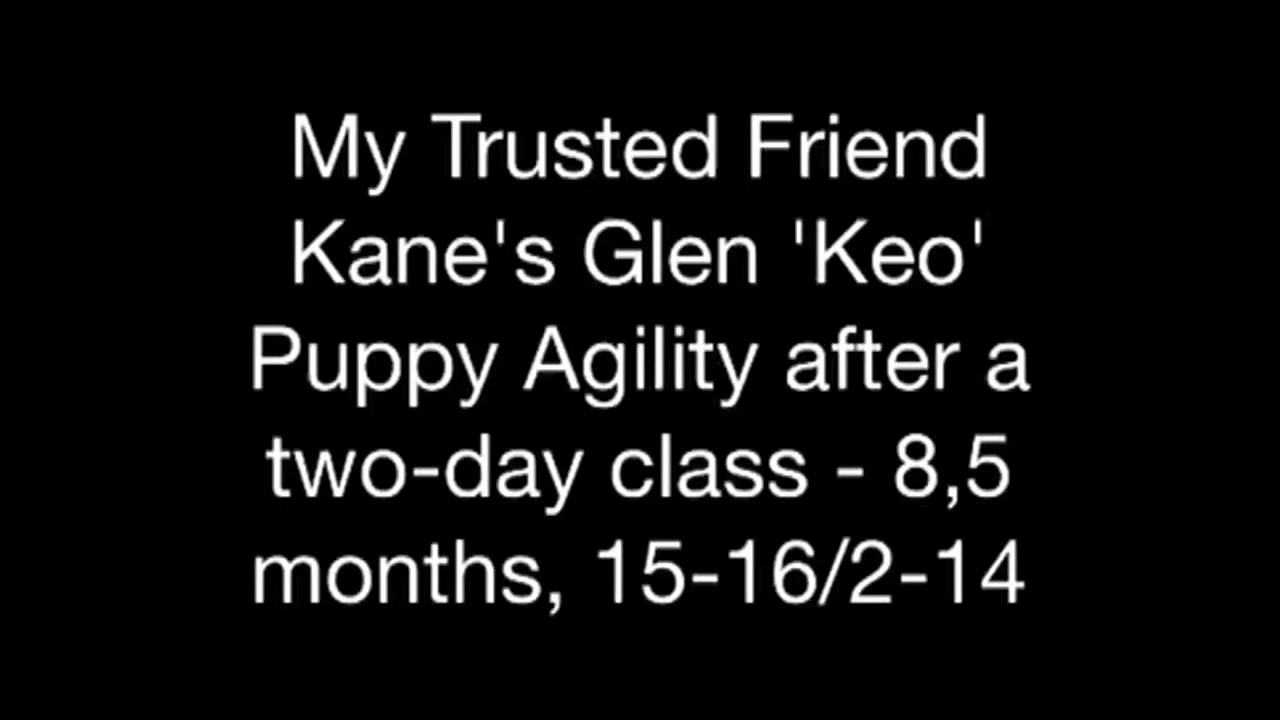 My Trusted Friend
Kane's Glen 'Keo'
Puppy Agility after a
two-day class - 8,5
months, 15-16/2-14